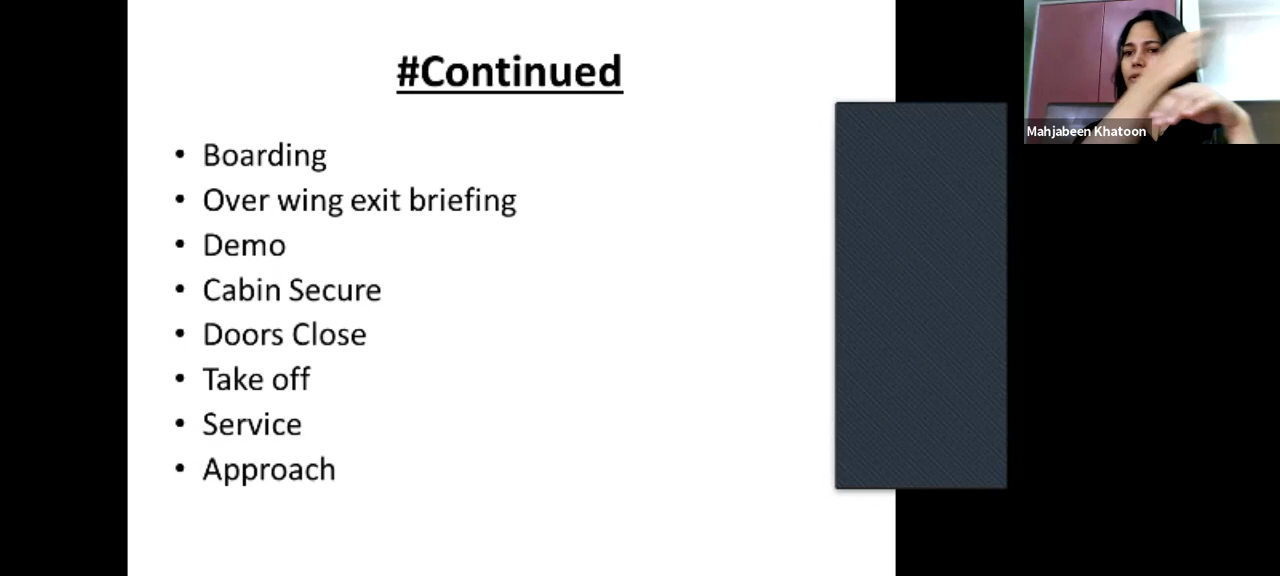 #Continued
• Boarding
• Over wing exit briefing
• Demo
• Cabin Secure
• Doors Close
• Take off
• Service
• Approach
Mahjabeen Khatoon